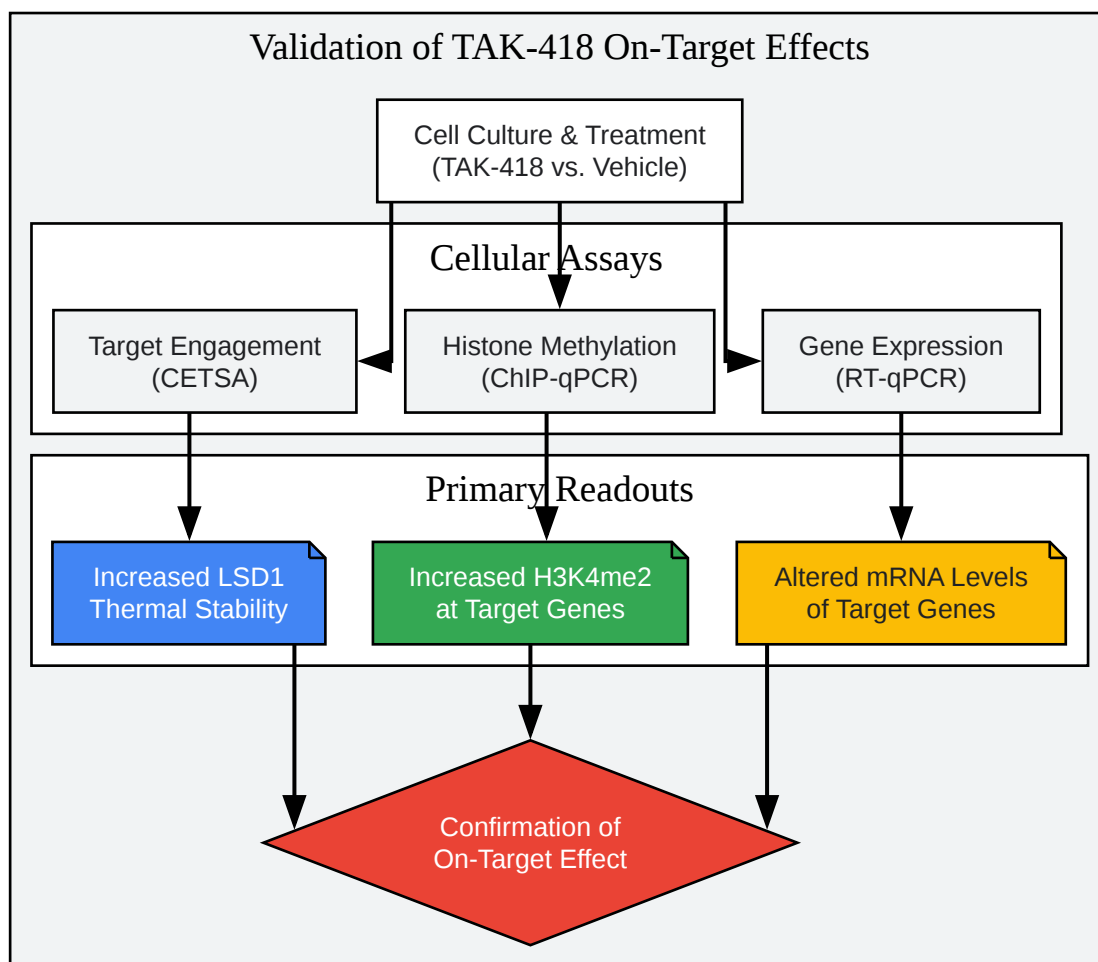 Validation of TAK-418 On-Target Effects
Cell Culture & Treatment
(TAK-418 vs. Vehicle)
Cellular Assays
Target Engagement
(CETSA)
Histone Methylation
(ChIP-qPCR)
Gene Expression
(RT-qPCR)
Primary Readouts
Increased LSD1
Thermal Stability
Increased H3K4me2
at Target Genes
Altered mRNA Levels
of Target Genes
Confirmation of
On-Target Effect